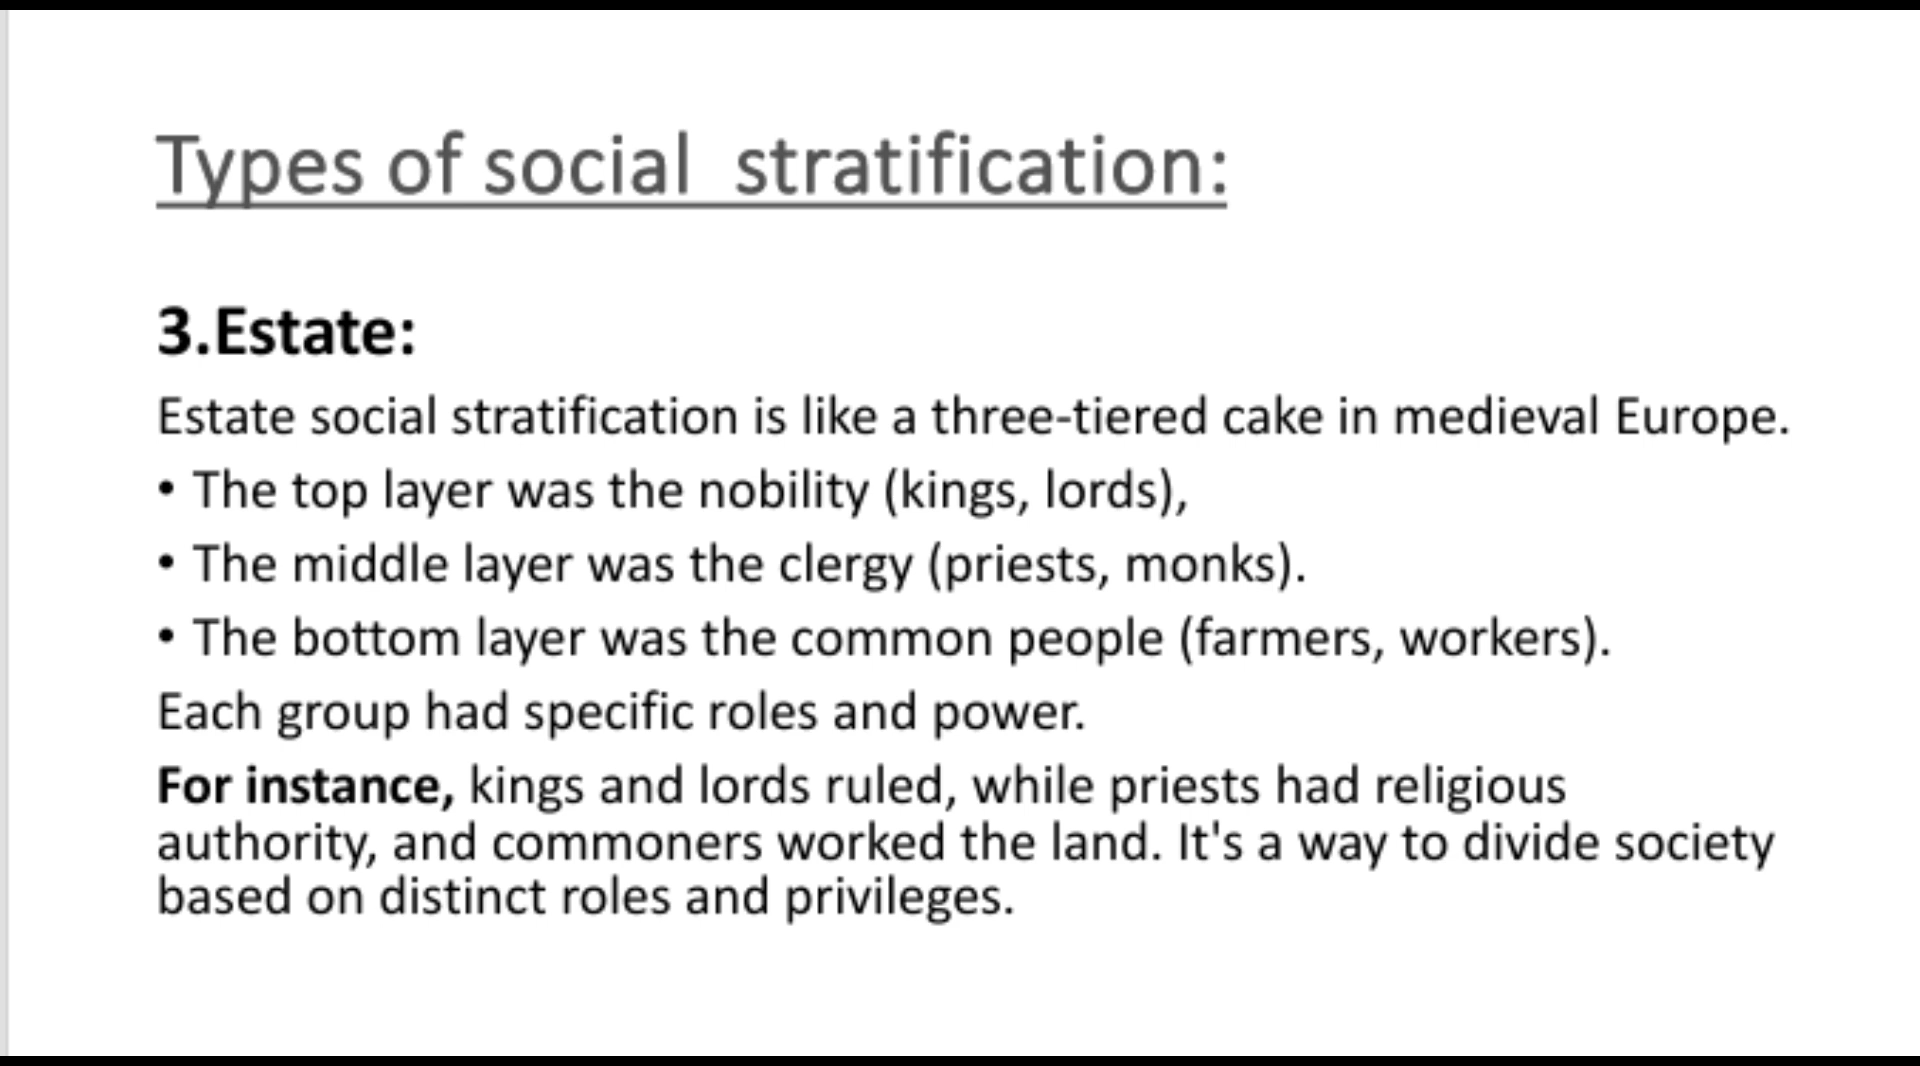 Types of social  stratification:
3.Estate:
Estate social stratification is like a three-tiered cake in medieval Europe.
• The top layer was the nobility (kings, lords),
• The middle layer was the clergy (priests, monks).
• The bottom layer was the common people (farmers, workers).
Each group had specific roles and power.
For instance, kings and lords ruled, while priests had religious
authority, and commoners worked the land. It's a way to divide society
based on distinct roles and privileges.